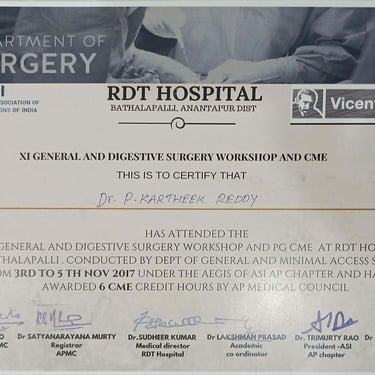 ARTMENT OF
RGERY
I
ASSOCIATION OF
ONS OF INDIA
RDT HOSPITAL
BATHALAPALLI, ANANTAPUR DIST
Vicen
XI GENERAL AND DIGESTIVE SURGERY WORKSHOP AND CME
THIS IS TO CERTIFY THAT
Dr. P. KARTHEEK REDDY
HAS ATTENDED THE
GENERAL AND DIGESTIVE SURGERY WORKSHOP AND PG CME AT RDT HO
THALAPALLI . CONDUCTED BY DEPT OF GENERAL AND MINIMAL ACCESS S
OM 3RD TO 5 TH NOV 2017 UNDER THE AEGIS OF ASI AP CHAPTER AND HA
AWARDED 6 CME CREDIT HOURS BY AP MEDICAL COUNCIL
O Dr SATYANARAYANA MURTY Dr.SUDHEER KUMAR Dr LAKSHMAN PRASAD Dr. TRIMURTY RAO Dr
MC Registrar Medical director Academic President -ASI
APMC RDT Hospital co ordinator AP chapter